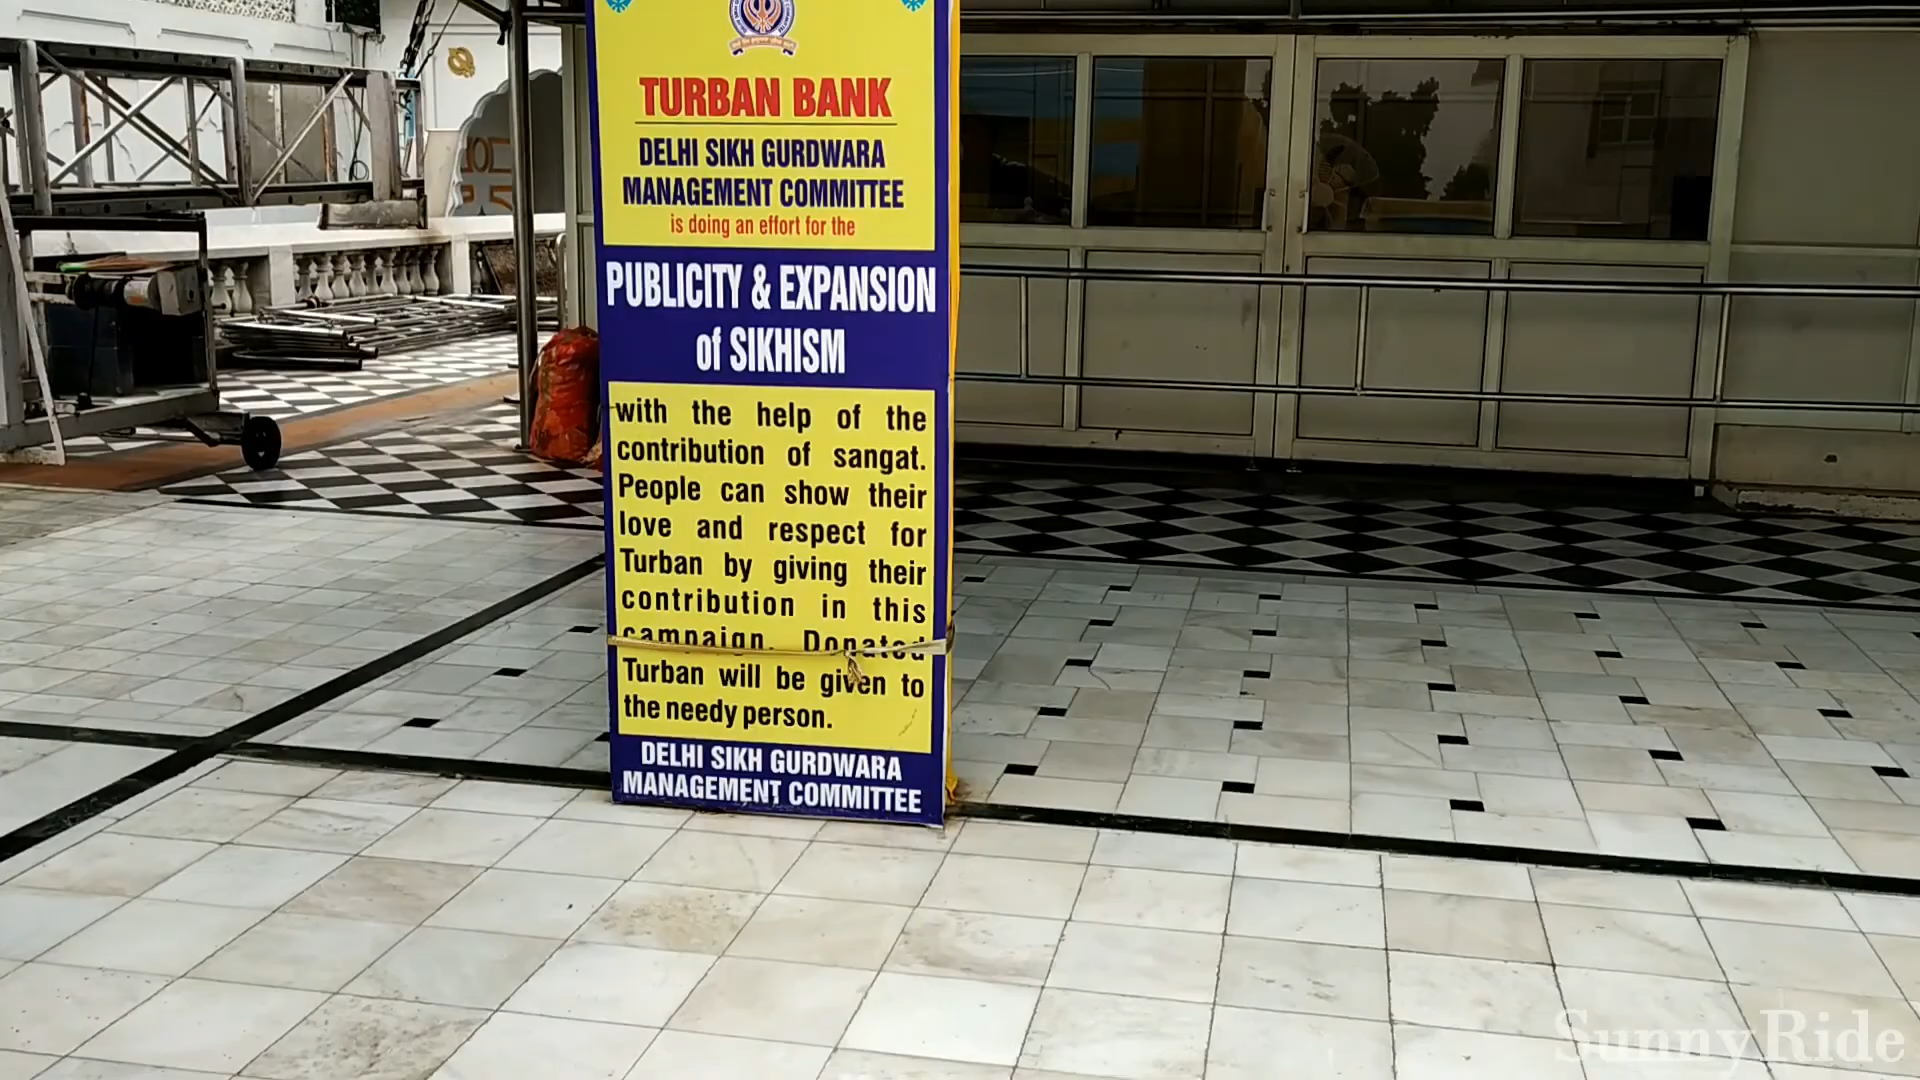 TURBAN BANK
DELHI SIKH GURDWARA
MANAGEMENT COMMITTEE
is doing an effort for the
PUBLICITY & EXPANSION
of SIKHISM
with the help of the
contribution of sangat.
People can show their
love and respect for
Turban by giving their
contribution in this
campaign. Donated
Turban will be given to
the needy person.
DELHI SIKH GURDWARA
MANAGEMENT COMMITTEE
SunnyRide